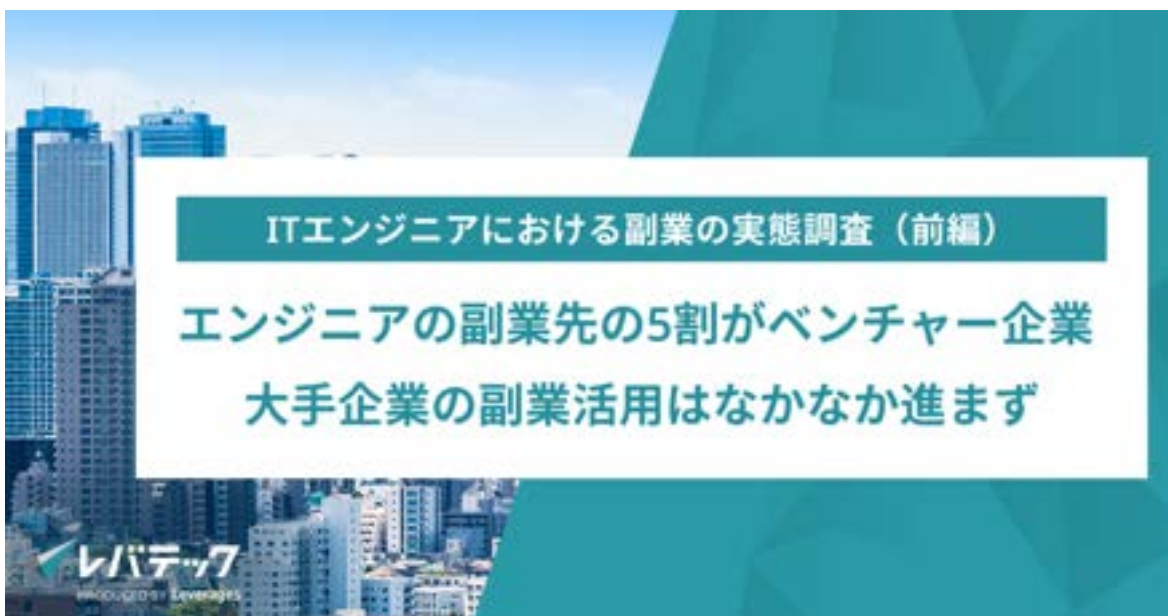 ITエンジニアにおける副業の実態調査（前編）
エンジニアの副業先の5割がベンチャー企業
大手企業の副業活用はなかなか進まず
レバテック
PRODUCED BY Leverages